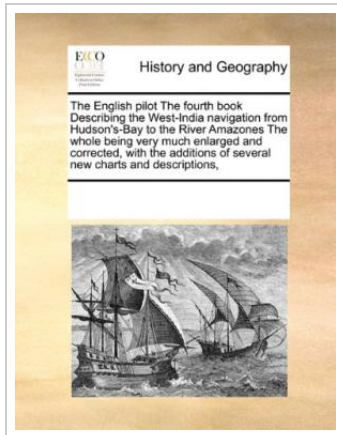 ECCO
History and Geography
The English pilot The fourth book
Describing the West-India navigation from
Hudson's-Bay to the River Amazones The
whole being very much enlarged and
corrected, with the additions of several
new charts and descriptions,